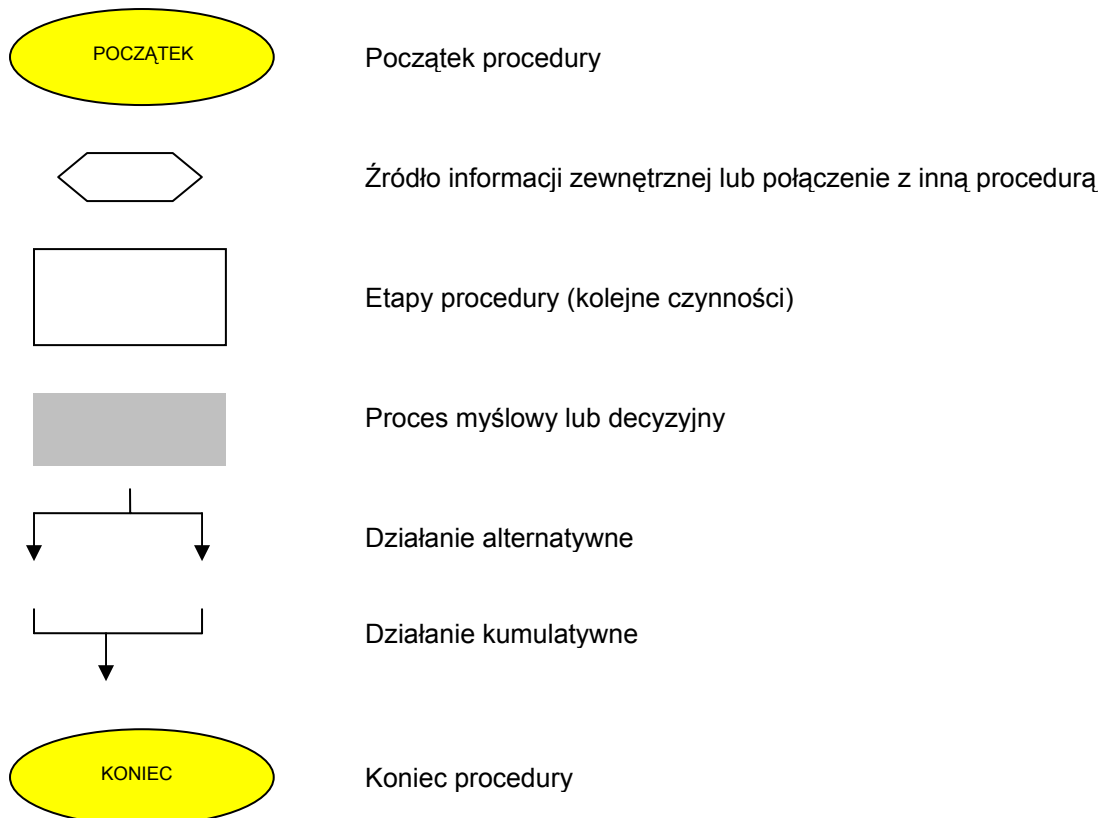 POCZĄTEK
Początek procedury
Źródło informacji zewnętrznej lub połączenie z inną procedurą
Etapy procedury (kolejne czynności)
Proces myślowy lub decyzyjny
Działanie alternatywne
Działanie kumulatywne
KONIEC
Koniec procedury